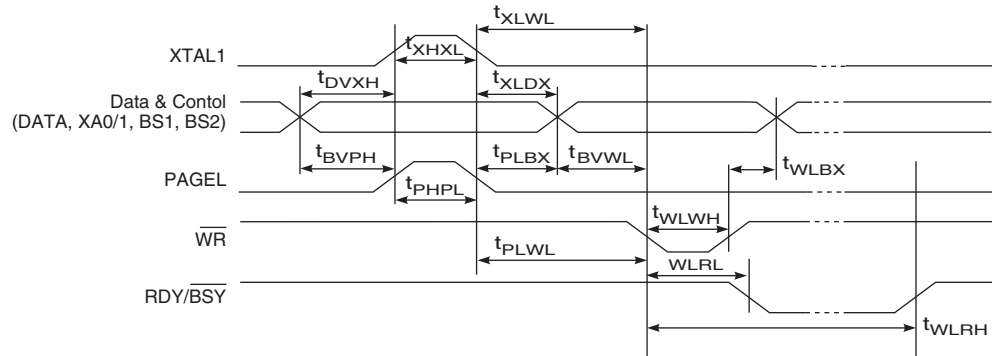 tXLWL
XTAL1
tXHXL
tDVXH
tXLDX
Data & Contol
(DATA, XA0/1, BS1, BS2)
tBVPH
tPLBX
tBVWL
tWLBX
PAGEL
tPHPL
WR
tWLWH
tPLWL
WLRL
RDY/BSY
tWLRH